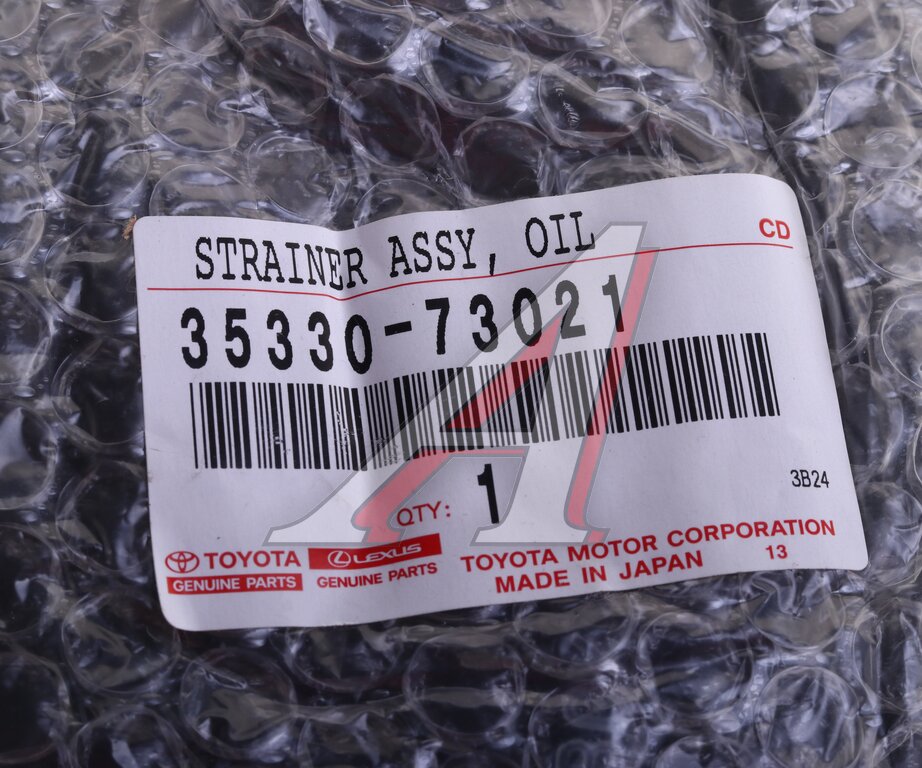 CD
STRAINER ASSY, OIL
35330-73021
3B24
QTY: 1
TOYOTA
GENUINE PARTS
LEXUS
GENUINE PARTS
TOYOTA MOTOR CORPORATION
MADE IN JAPAN 13